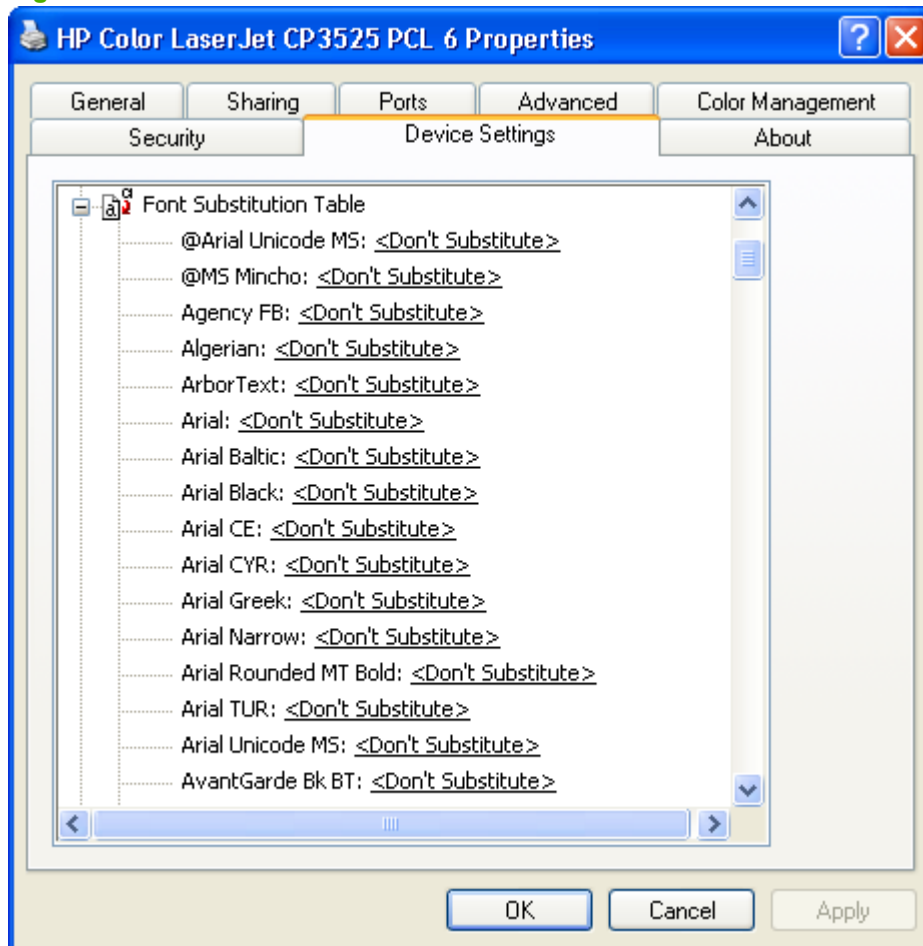 HP Color LaserJet CP3525 PCL 6 Properties
General Sharing Ports Advanced Color Management
Security Device Settings About
Font Substitution Table
@Arial Unicode MS: <Don't Substitute>
@MS Mincho: <Don't Substitute>
Agency FB: <Don't Substitute>
Algerian: <Don't Substitute>
ArborText: <Don't Substitute>
Arial: <Don't Substitute>
Arial Baltic: <Don't Substitute>
Arial Black: <Don't Substitute>
Arial CE: <Don't Substitute>
Arial CYR: <Don't Substitute>
Arial Greek: <Don't Substitute>
Arial Narrow: <Don't Substitute>
Arial Rounded MT Bold: <Don't Substitute>
Arial TUR: <Don't Substitute>
Arial Unicode MS: <Don't Substitute>
AvantGarde Bk BT: <Don't Substitute>
OK Cancel Apply